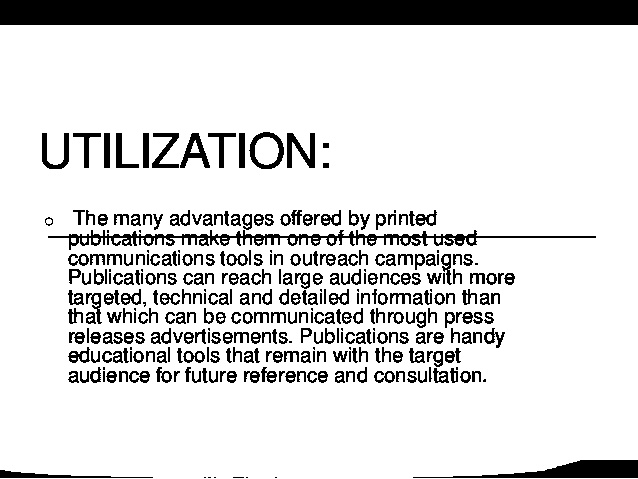 UTILIZATION:
○ The many advantages offered by printed
publications make them one of the most used
communications tools in outreach campaigns.
Publications can reach large audiences with more
targeted, technical and detailed information than
that which can be communicated through press
releases advertisements. Publications are handy
educational tools that remain with the target
audience for future reference and consultation.